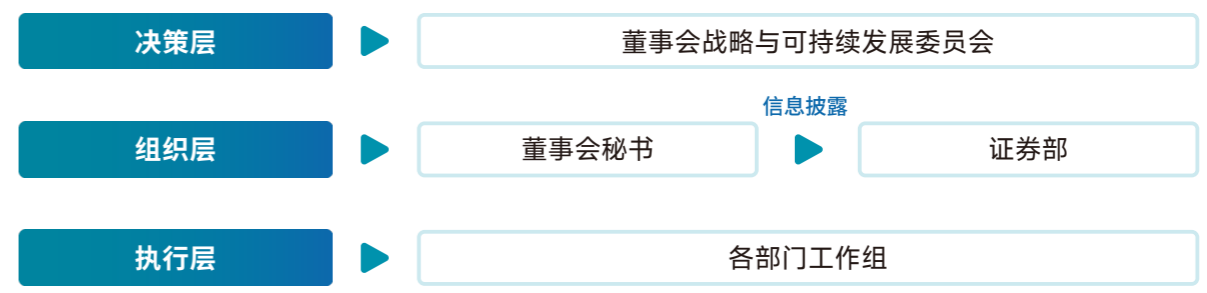 决策层
董事会战略与可持续发展委员会
信息披露
组织层
董事会秘书
证券部
执行层
各部门工作组